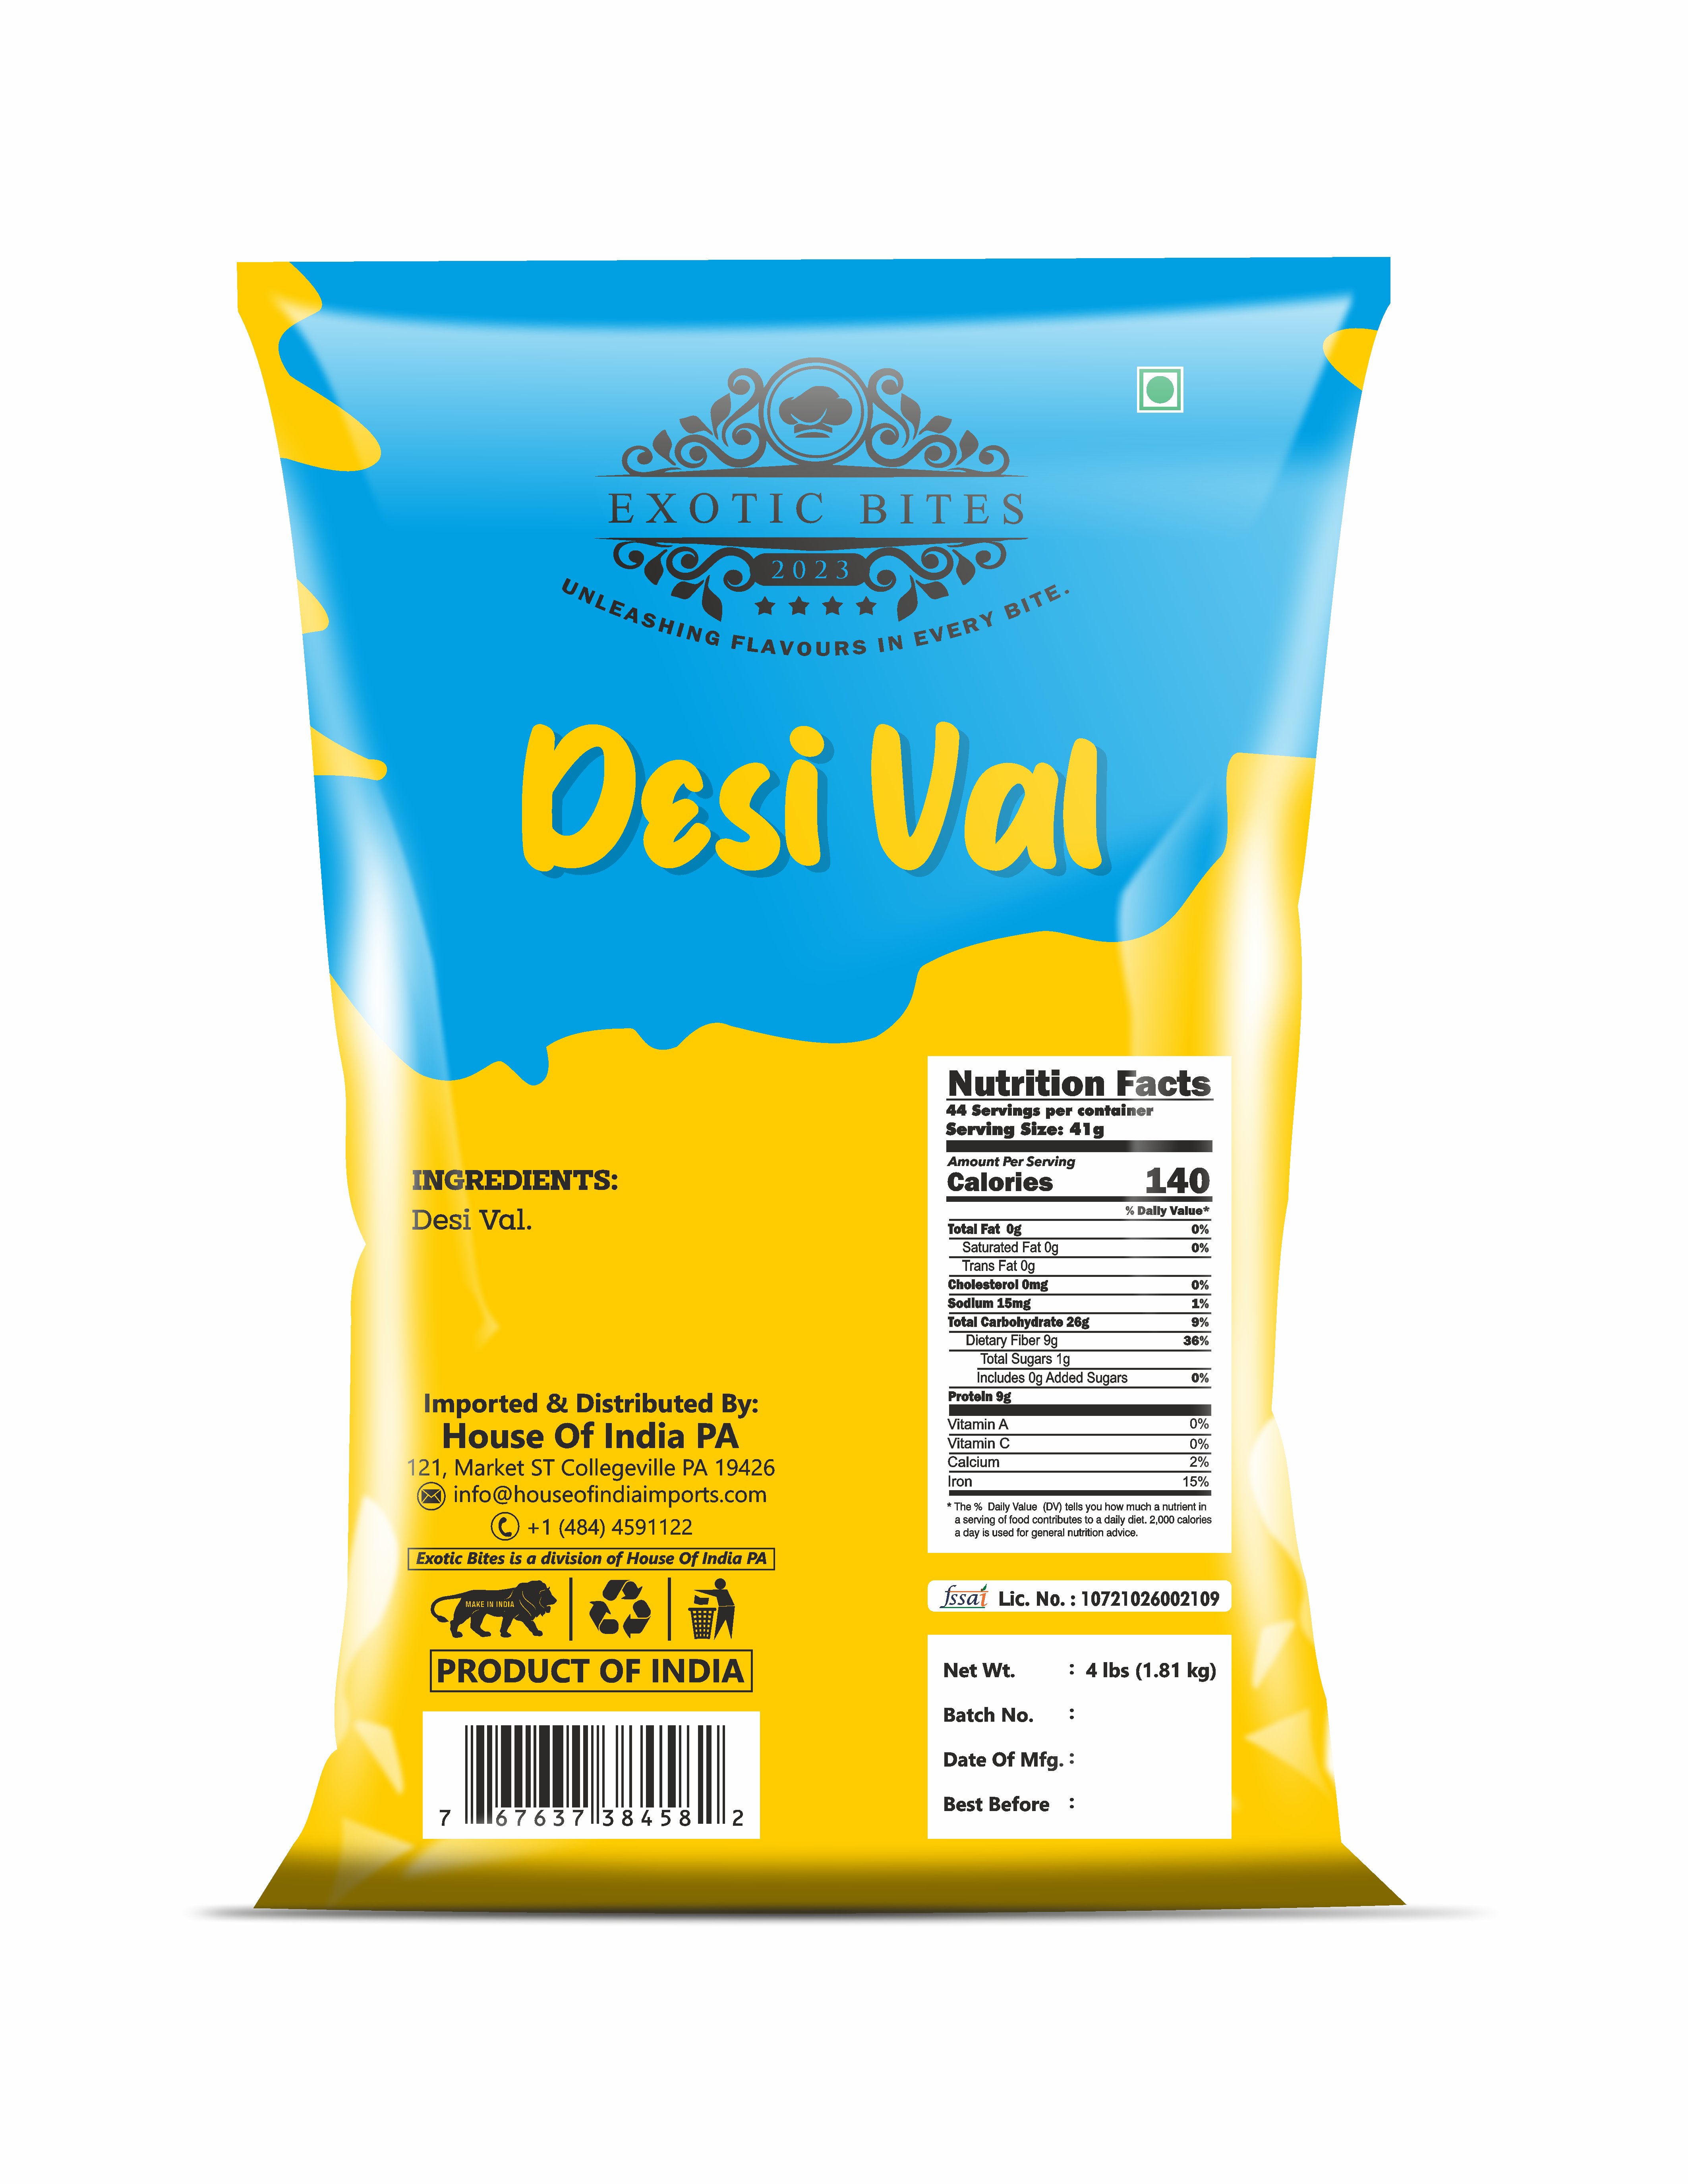 EXOTIC BITES
2023
UNLEASHING FLAVOURS IN EVERY BITE.
Desi Val
INGREDIENTS:
Desi Val.
Imported & Distributed By:
House Of India PA
121, Market ST Collegeville PA 19426
info@houseofindiaimports.com
+1 (484) 4591122
Exotic Bites is a division of House Of India PA
MAKE IN INDIA
PRODUCT OF INDIA
7 67637 38458 2
Nutrition Facts
44 Servings per container
Serving Size: 41g
Amount Per Serving
Calories 140
% Daily Value*
Total Fat 0g 0%
Saturated Fat 0g 0%
Trans Fat 0g
Cholesterol 0mg 0%
Sodium 15mg 1%
Total Carbohydrate 26g 9%
Dietary Fiber 9g 36%
Total Sugars 1g
Includes 0g Added Sugars 0%
Protein 9g
Vitamin A 0%
Vitamin C 0%
Calcium 2%
Iron 15%
* The % Daily Value (DV) tells you how much a nutrient in
a serving of food contributes to a daily diet. 2,000 calories
a day is used for general nutrition advice.
fssai Lic. No. : 10721026002109
Net Wt. : 4 lbs (1.81 kg)
Batch No. :
Date Of Mfg. :
Best Before :